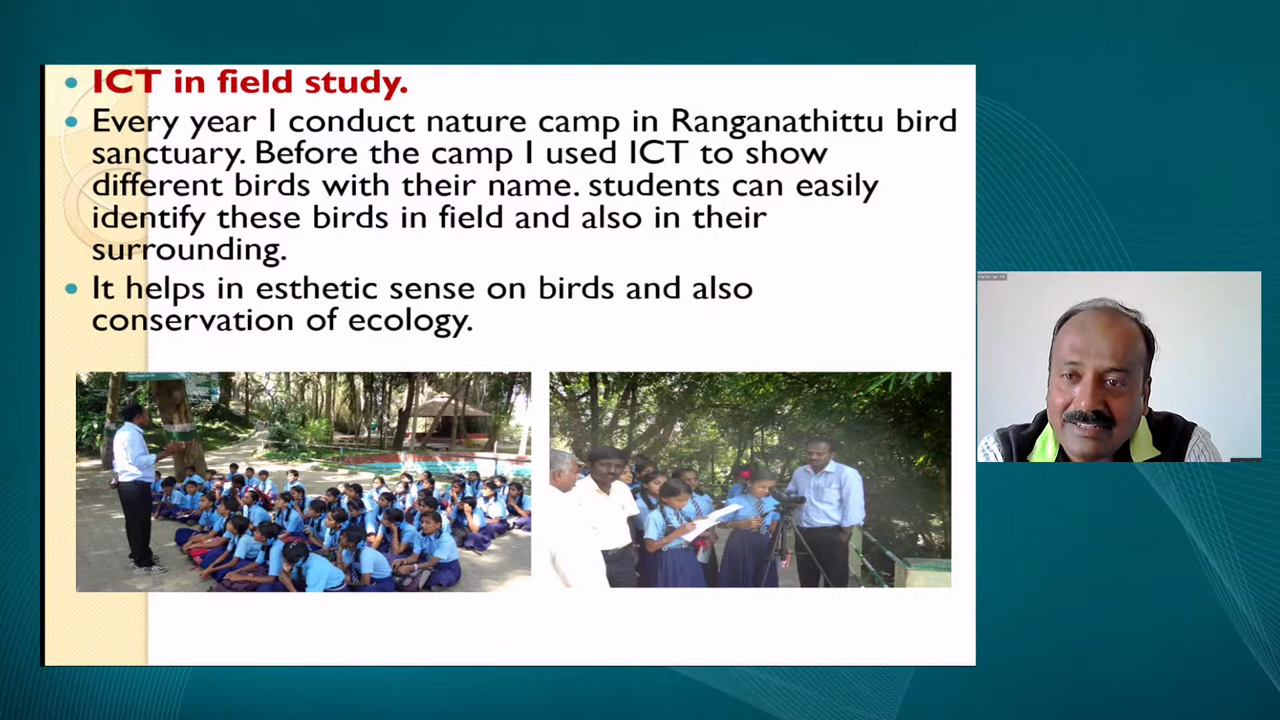 ICT in field study.
Every year I conduct nature camp in Ranganathittu bird
sanctuary. Before the camp I used ICT to show
different birds with their name. students can easily
identify these birds in field and also in their
surrounding.
It helps in esthetic sense on birds and also
conservation of ecology.